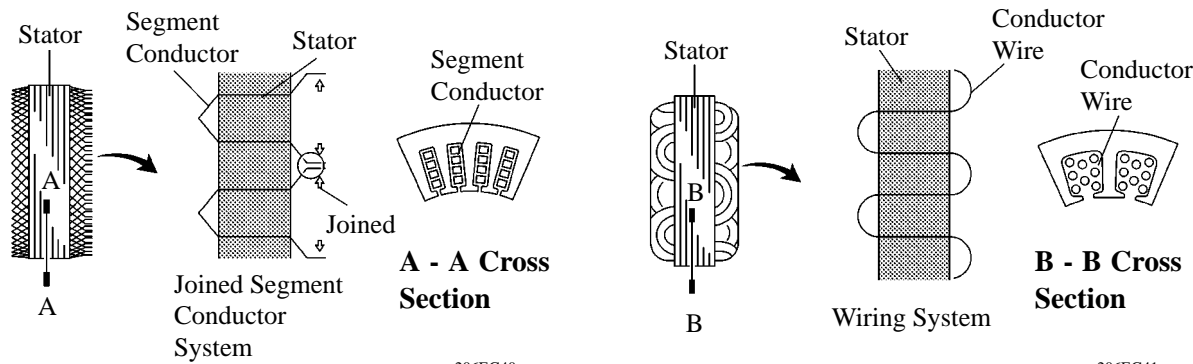 Segment
Conductor
Stator
Stator
Segment
Conductor
A
A
Joined
Joined Segment
Conductor
System
A - A Cross
Section
Stator
Stator
Conductor
Wire
Conductor
Wire
B
B
Wiring System
B - B Cross
Section